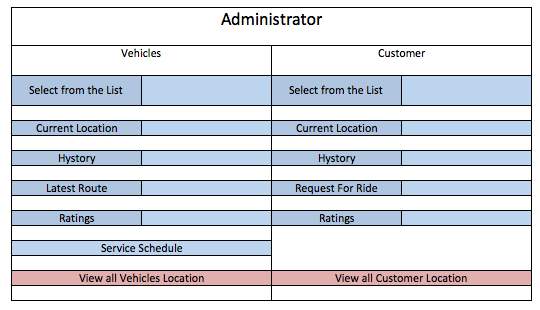 Administrator
Vehicles
Customer
Select from the List
Select from the List
Current Location
Current Location
Hystory
Hystory
Latest Route
Request For Ride
Ratings
Ratings
Service Schedule
View all Vehicles Location
View all Customer Location